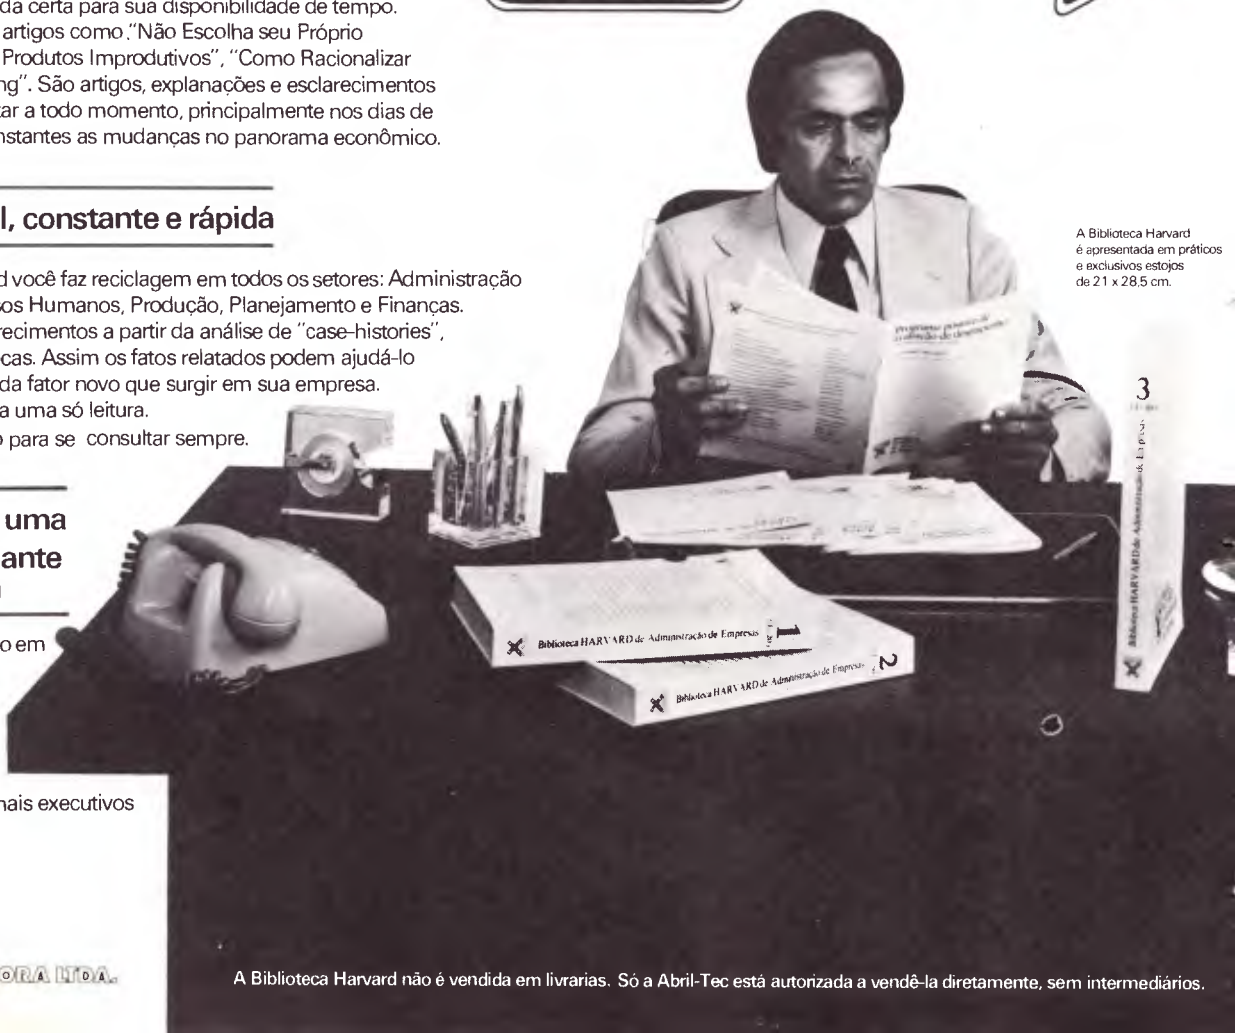 da certa para sua disponibilidade de tempo.
artigos como "Não Escolha seu Próprio
Produtos Improdutivos", "Como Racionalizar
ng". São artigos, explanações e esclarecimentos
ar a todo momento, principalmente nos dias de
nstantes as mudanças no panorama econômico.
l, constante e rápida
d você faz reciclagem em todos os setores: Administração
os Humanos, Produção, Planejamento e Finanças.
recimentos a partir da análise de "case-histories",
cas. Assim os fatos relatados podem ajudá-lo
da fator novo que surgir em sua empresa.
a uma só leitura.
o para se consultar sempre.
uma
ante
o em
nais executivos
ORA LTDA.
A Biblioteca Harvard
é apresentada em práticos
e exclusivos estojos
de 21 x 28,5 cm.
Programa prático de
avaliação de desempenho
3
Biblioteca HARVARD de Administração de Empresas
Biblioteca HARVARD de Administração de Empresas 1
Biblioteca HARVARD de Administração de Empresas 2
A Biblioteca Harvard não é vendida em livrarias. Só a Abril-Tec está autorizada a vendê-la diretamente, sem intermediários.